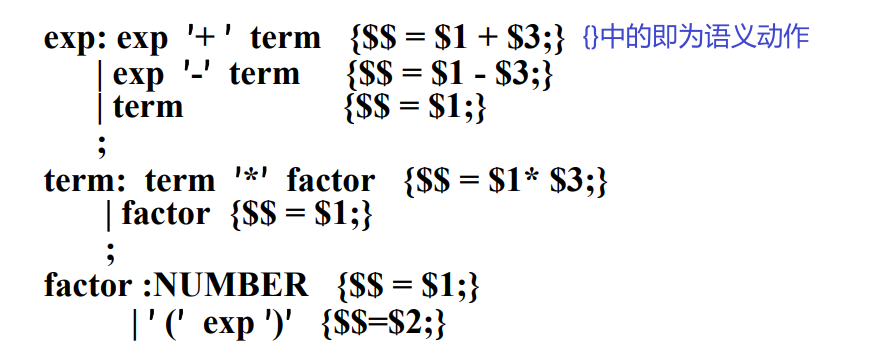 exp: exp '+ ' term {$$ = $1 + $3;} {}中的即为语义动作
| exp '-' term {$$ = $1 - $3;}
| term {$$ = $1;}
;
term: term '*' factor {$$ = $1* $3;}
| factor {$$ = $1;}
;
factor :NUMBER {$$ = $1;}
| ' (' exp ')' {$$=$2;}